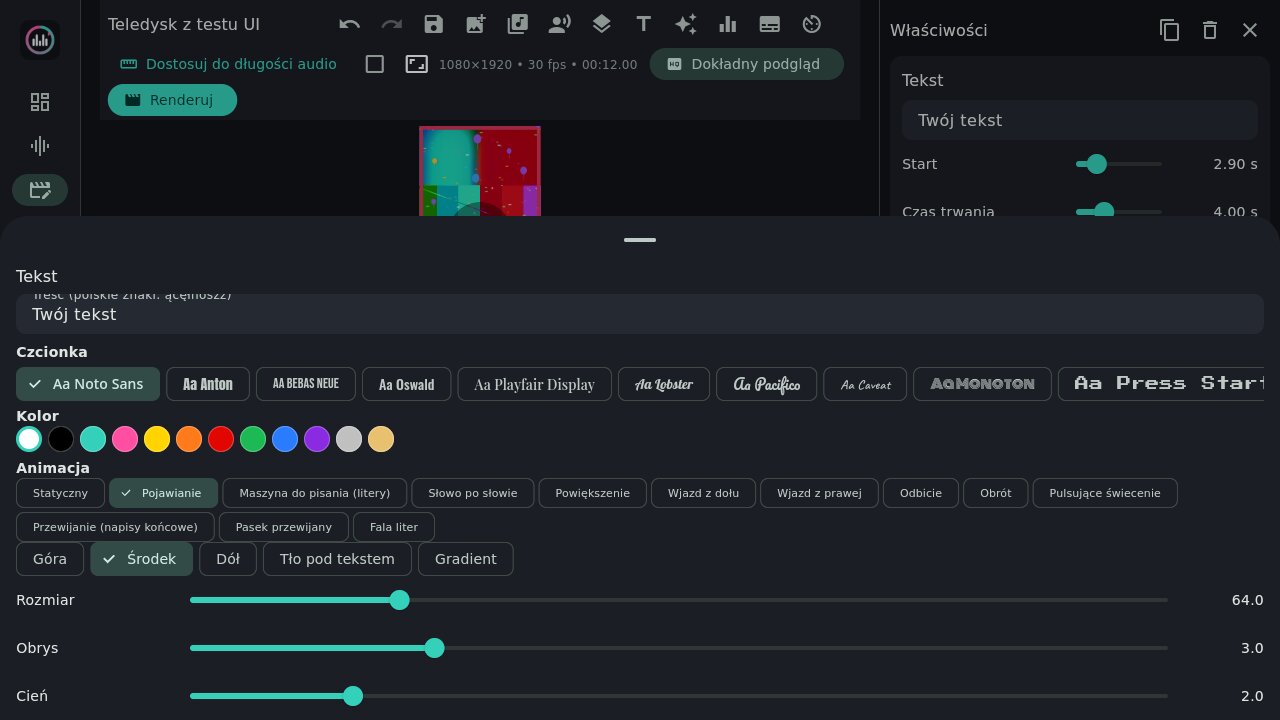 Teledysk z testu UI
Właściwości
Dostosuj do długości audio
1080×1920 • 30 fps • 00:12.00
HQ Dokładny podgląd
Renderuj
Tekst
Twój tekst
Start 2.90 s
Czas trwania 4.00 s
Tekst
Treść (polskie znaki: ąćęłńóśźż)
Twój tekst
Czcionka
Aa Noto Sans
Aa Anton
Aa Bebas Neue
Aa Oswald
Aa Playfair Display
Aa Lobster
Aa Pacifico
Aa Caveat
Aa Monoton
Aa Press Start
Kolor
Animacja
Statyczny
Pojawianie
Maszyna do pisania (litery)
Słowo po słowie
Powiększenie
Wjazd z dołu
Wjazd z prawej
Odbicie
Obrót
Pulsujące świecenie
Przewijanie (napisy końcowe)
Pasek przewijany
Fala liter
Góra
Środek
Dół
Tło pod tekstem
Gradient
Rozmiar 64.0
Obrys 3.0
Cień 2.0